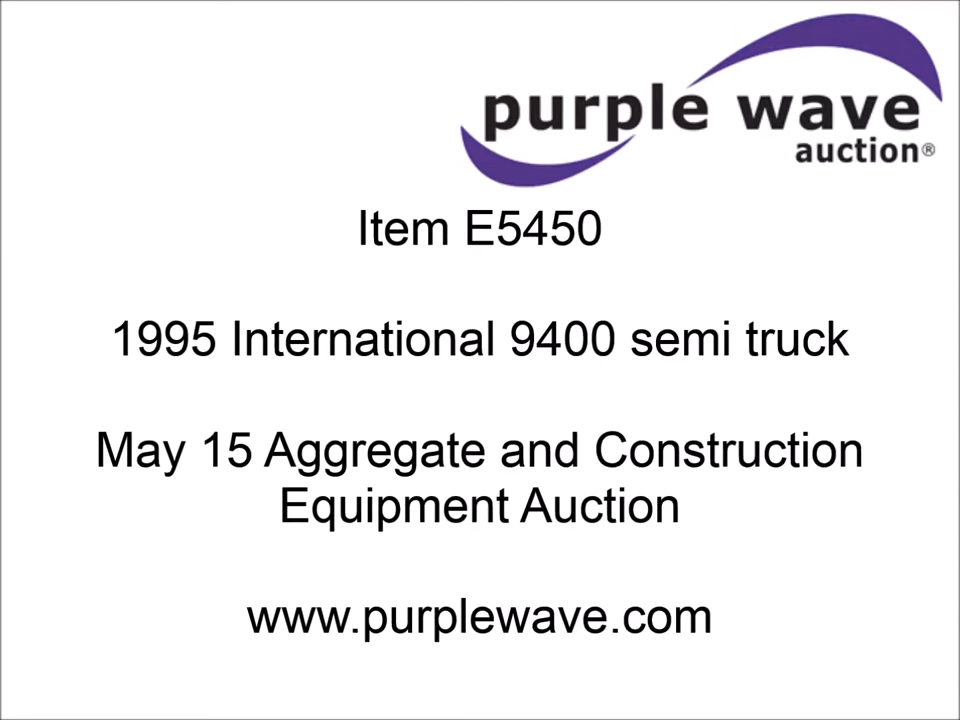 purple wave
auction®
Item E5450
1995 International 9400 semi truck
May 15 Aggregate and Construction
Equipment Auction
www.purplewave.com